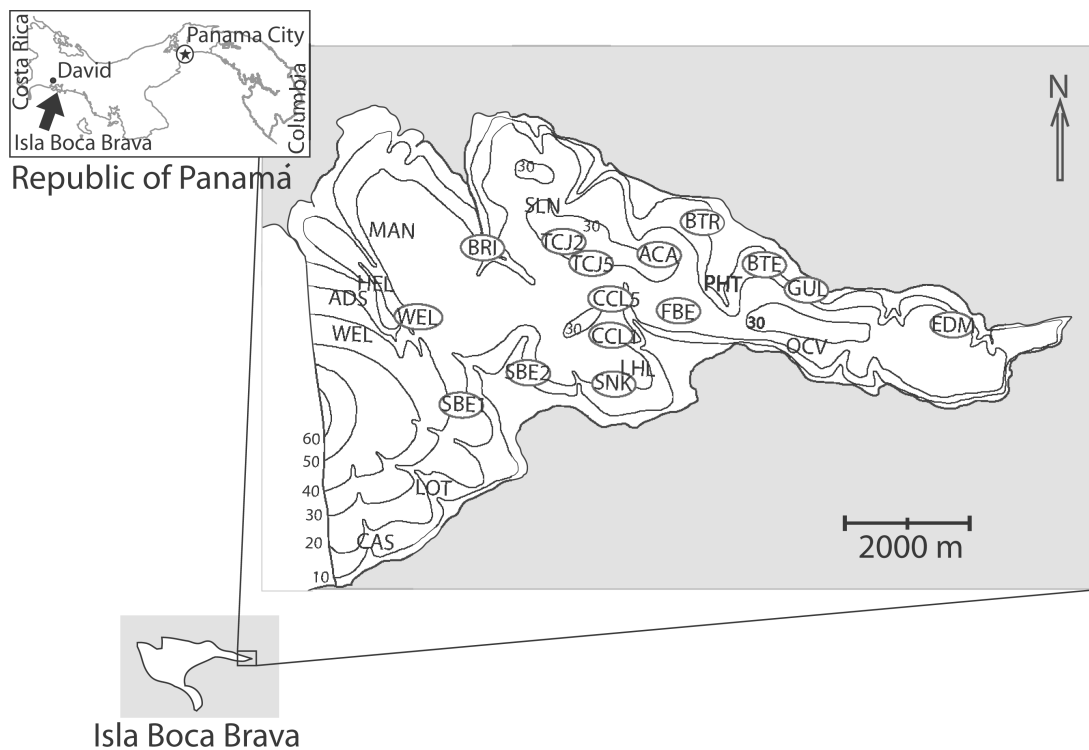 Costa Rica
Panama City
David
Columbia
Isla Boca Brava
Republic of Panamá
N
30
SLN
30
BTR
MAN
TCJ2
BRI
ACA
TCJ5
BTE
HEL
PHT
GUL
ADS
CCL5
FBE
WEL
30
30
EDM
WEL
CCL1
OCV
SBE2
LHL
SNK
SBE1
60
50
40
LOT
30
20
CAS
10
2000 m
Isla Boca Brava